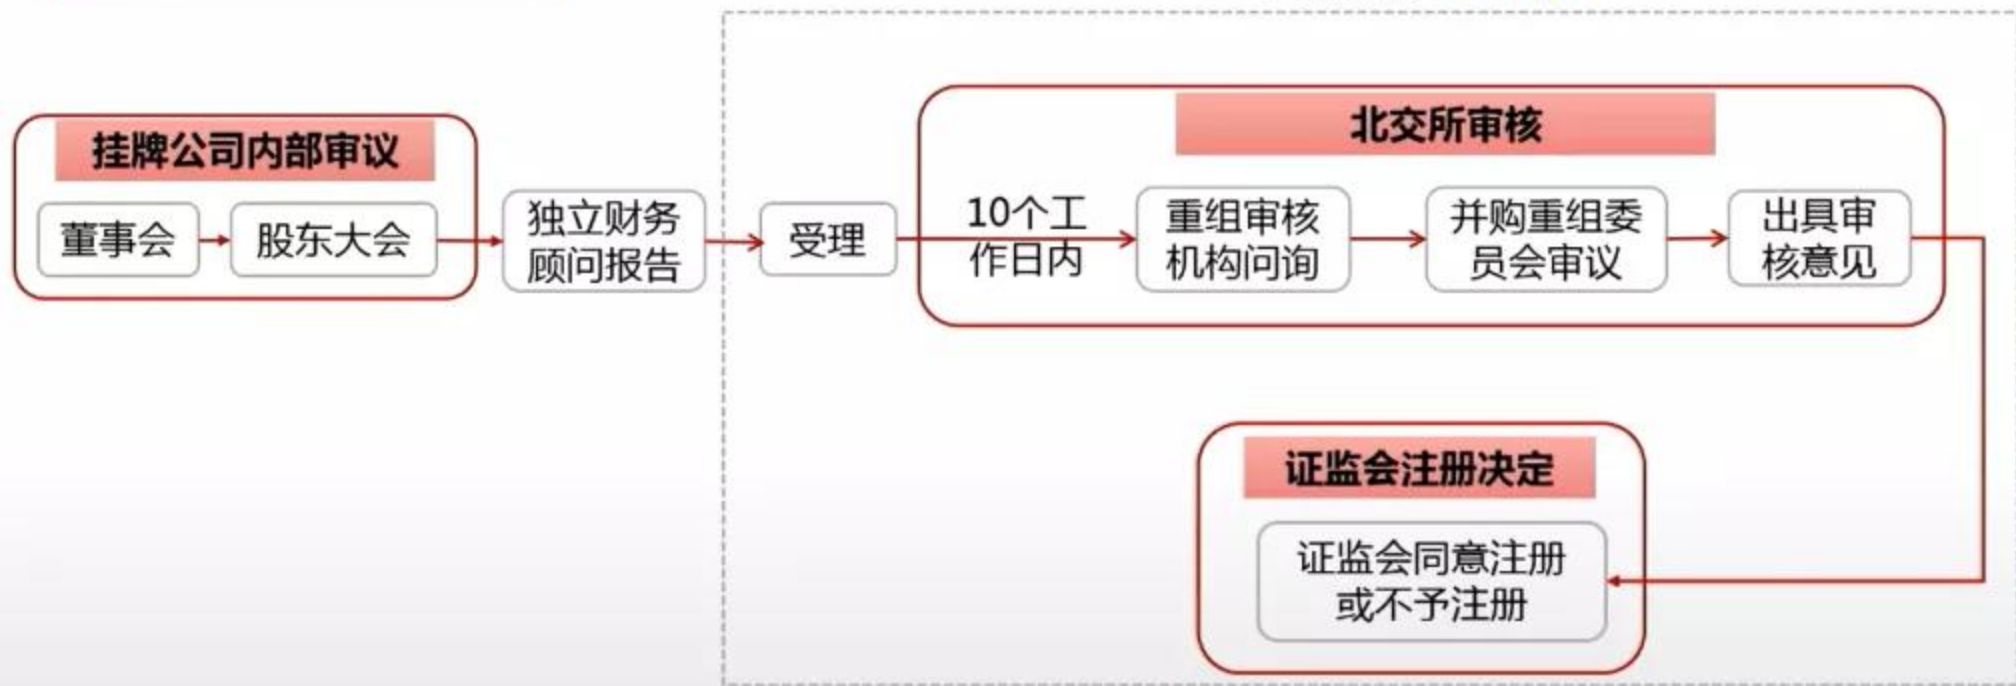 挂牌公司内部审议
董事会
股东大会
独立财务
顾问报告
受理
北交所审核
10个工
作日内
重组审核
机构问询
并购重组委
员会审议
出具审
核意见
证监会注册决定
证监会同意注册
或不予注册